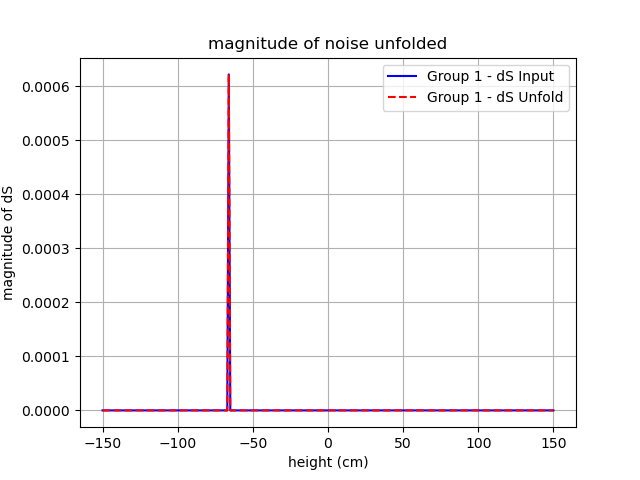 magnitude of noise unfolded
Group 1 - dS Input
Group 1 - dS Unfold
magnitude of dS
0.0006
0.0005
0.0004
0.0003
0.0002
0.0001
0.0000
−150 −100 −50 0 50 100 150
height (cm)